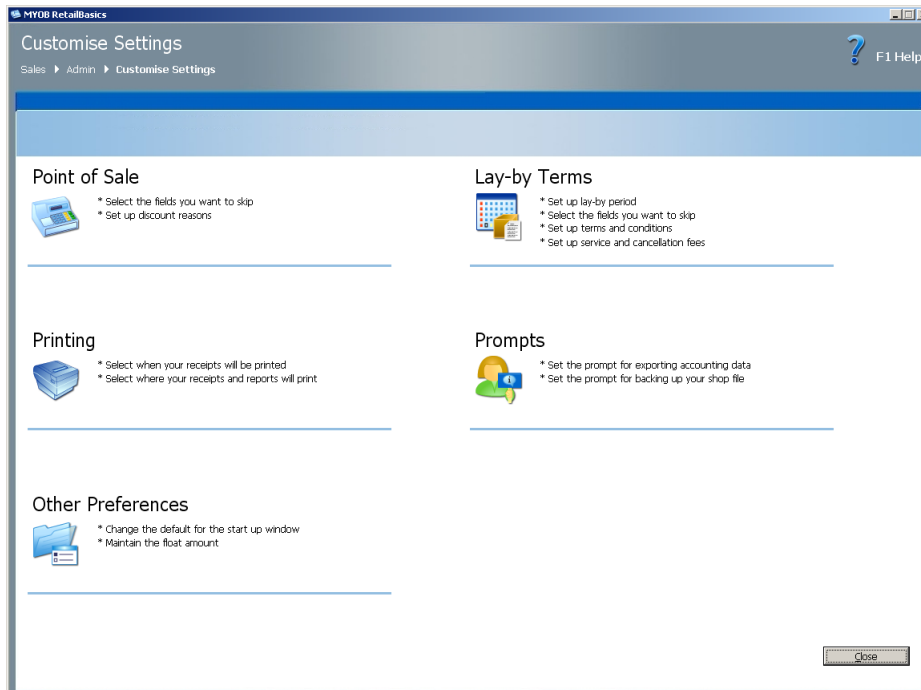 MYOB RetailBasics
Customise Settings
F1 Help
Sales Admin Customise Settings
Point of Sale
* Select the fields you want to skip
* Set up discount reasons
Lay-by Terms
* Set up lay-by period
* Select the fields you want to skip
* Set up terms and conditions
* Set up service and cancellation fees
Printing
* Select when your receipts will be printed
* Select where your receipts and reports will print
Prompts
* Set the prompt for exporting accounting data
* Set the prompt for backing up your shop file
Other Preferences
* Change the default for the start up window
* Maintain the float amount
Close